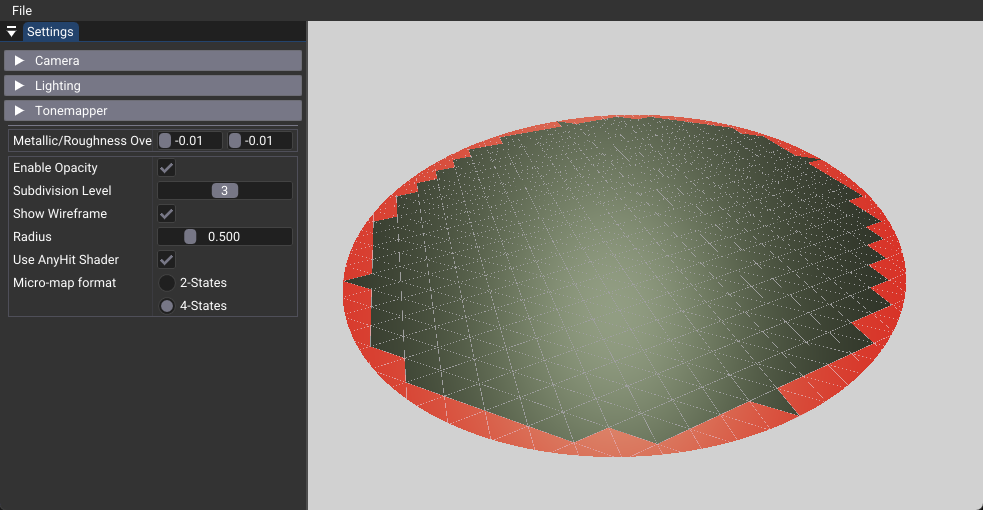 File
Settings
Camera
Lighting
Tonemapper
Metallic/Roughness Ove -0.01 -0.01
Enable Opacity
Subdivision Level 3
Show Wireframe
Radius 0.500
Use AnyHit Shader
Micro-map format 2-States
4-States